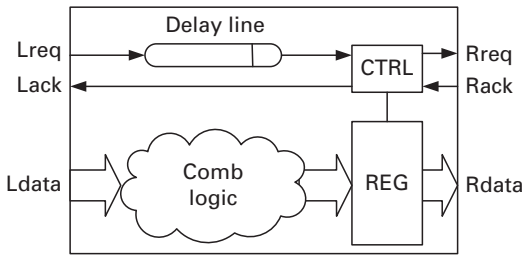 Delay line
Lreq
CTRL
Rreq
Lack
Rack
Comb
logic
Ldata
REG
Rdata